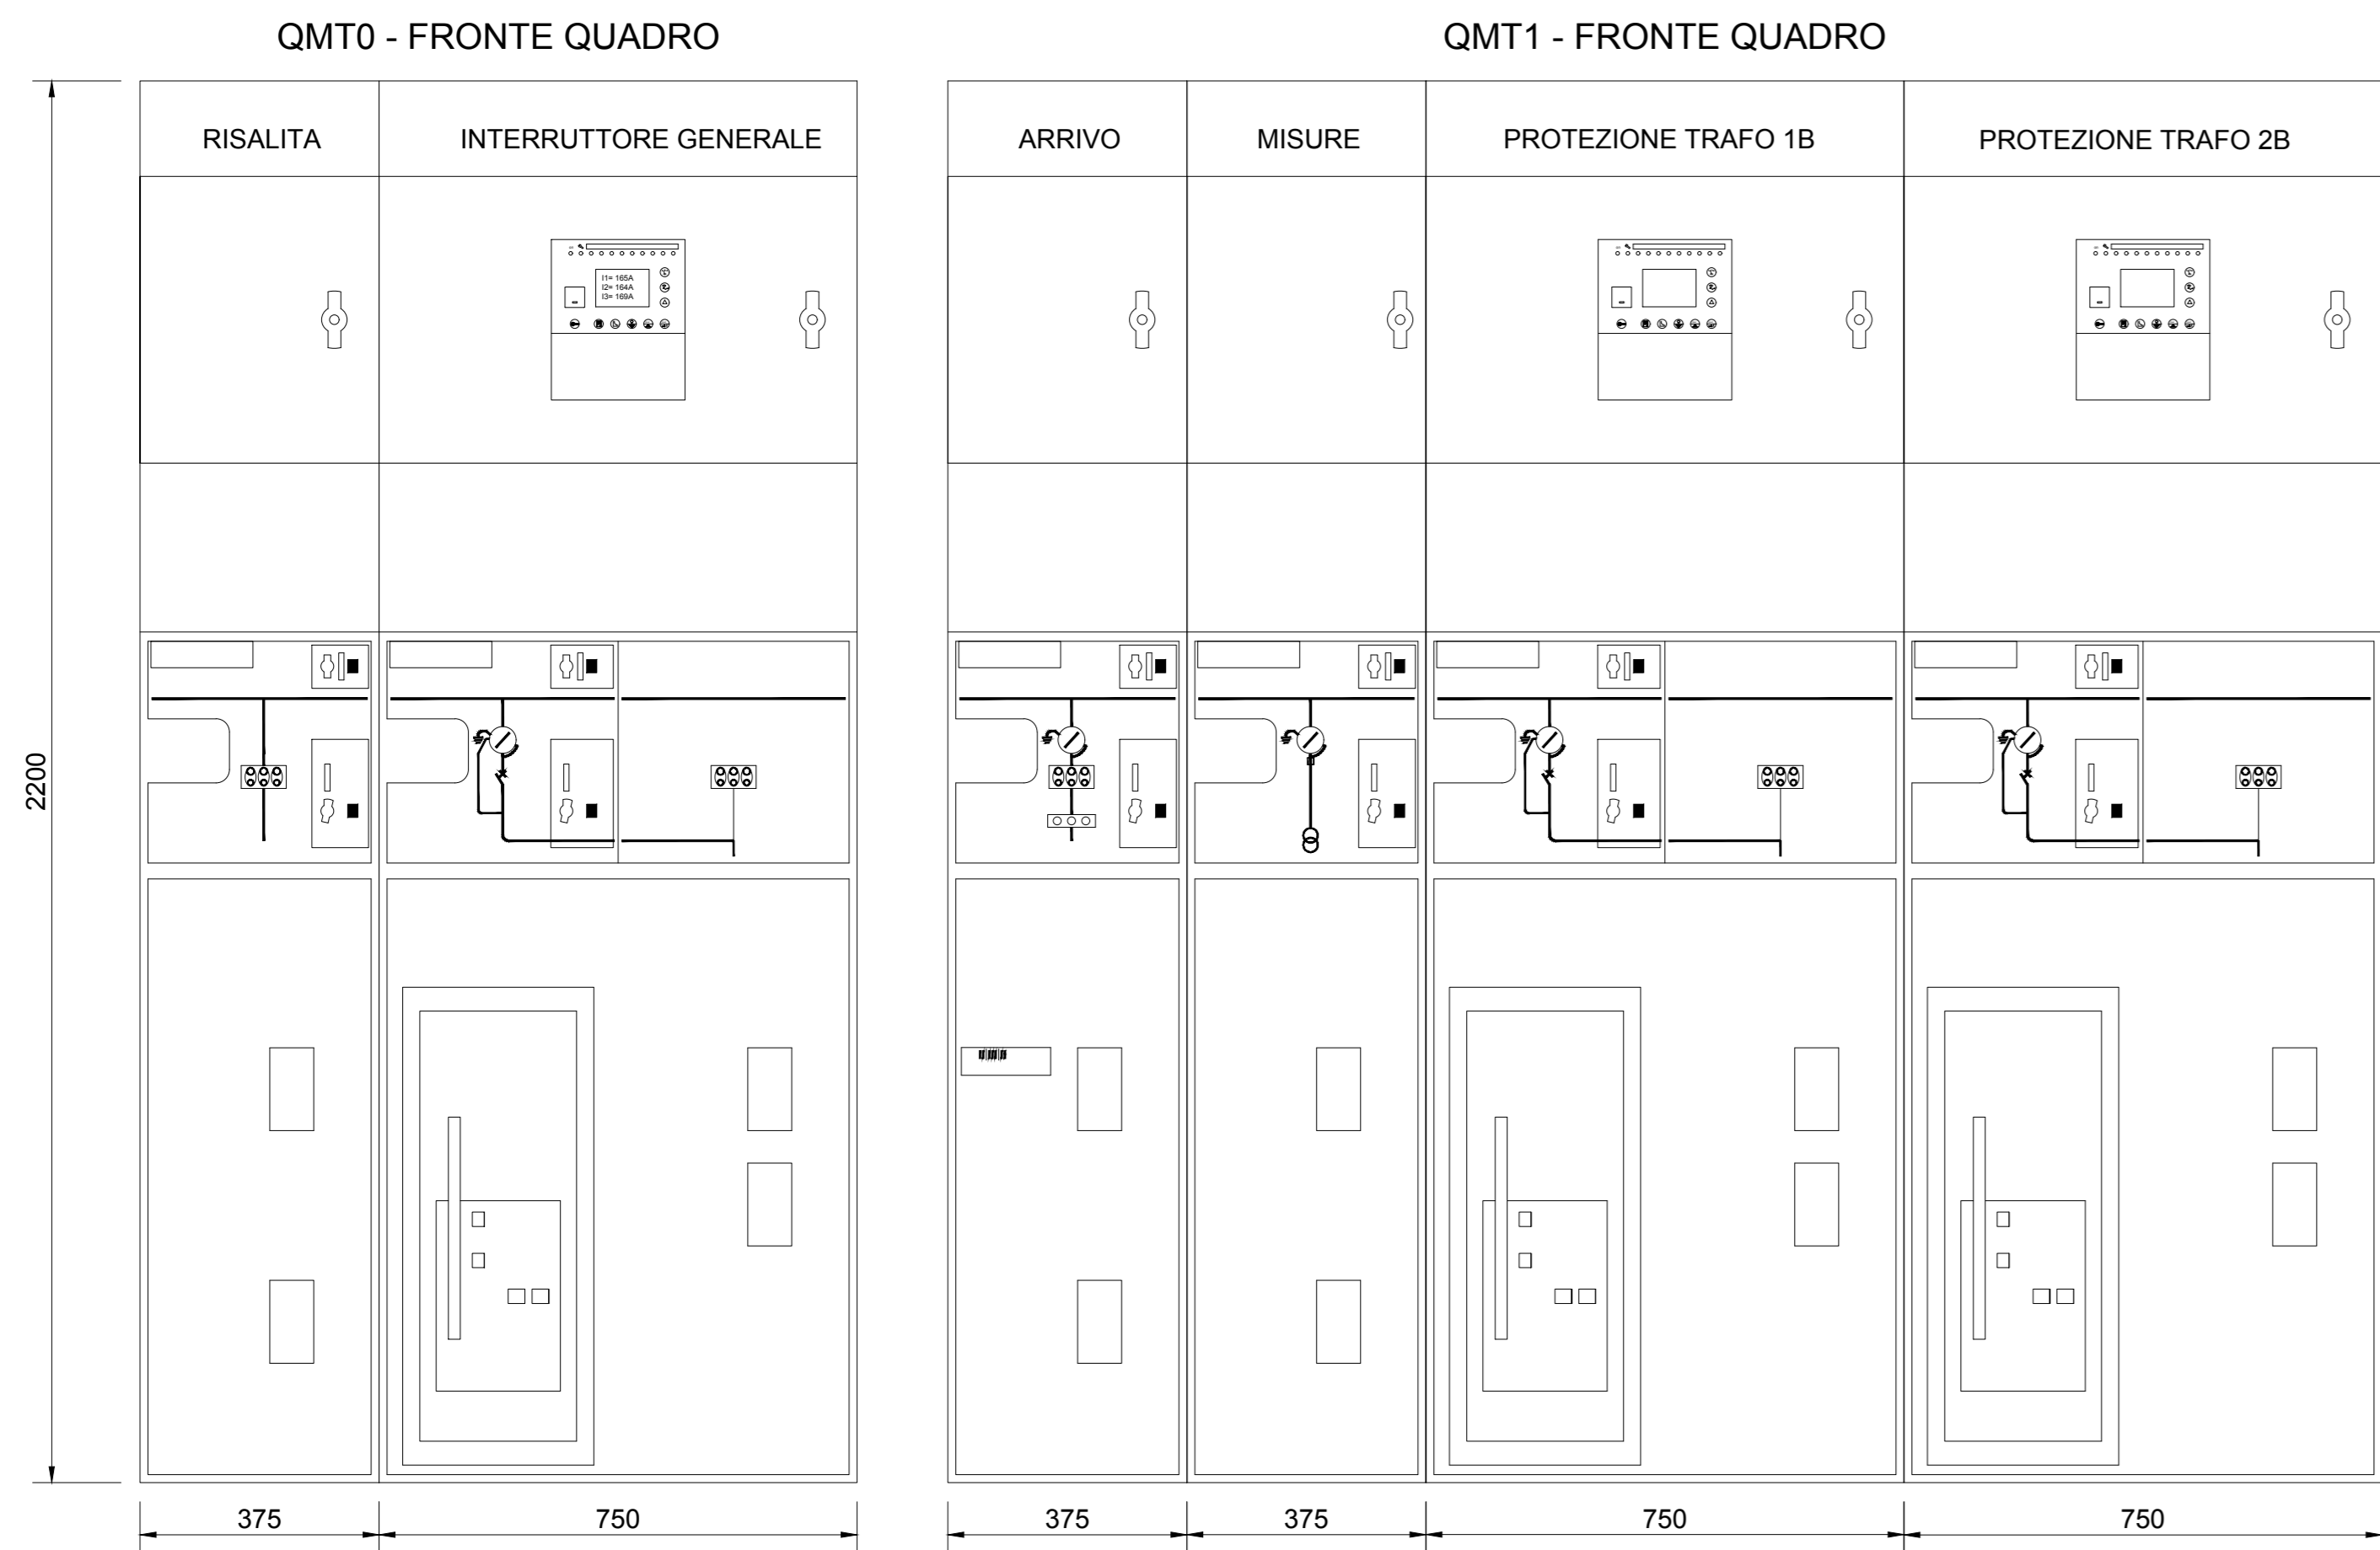 QMT0 - FRONTE QUADRO
QMT1 - FRONTE QUADRO
RISALITA
INTERRUTTORE GENERALE
ARRIVO
MISURE
PROTEZIONE TRAFO 1B
PROTEZIONE TRAFO 2B
I1= 165A
I2= 164A
I3= 169A
2200
375
750
375
375
750
750